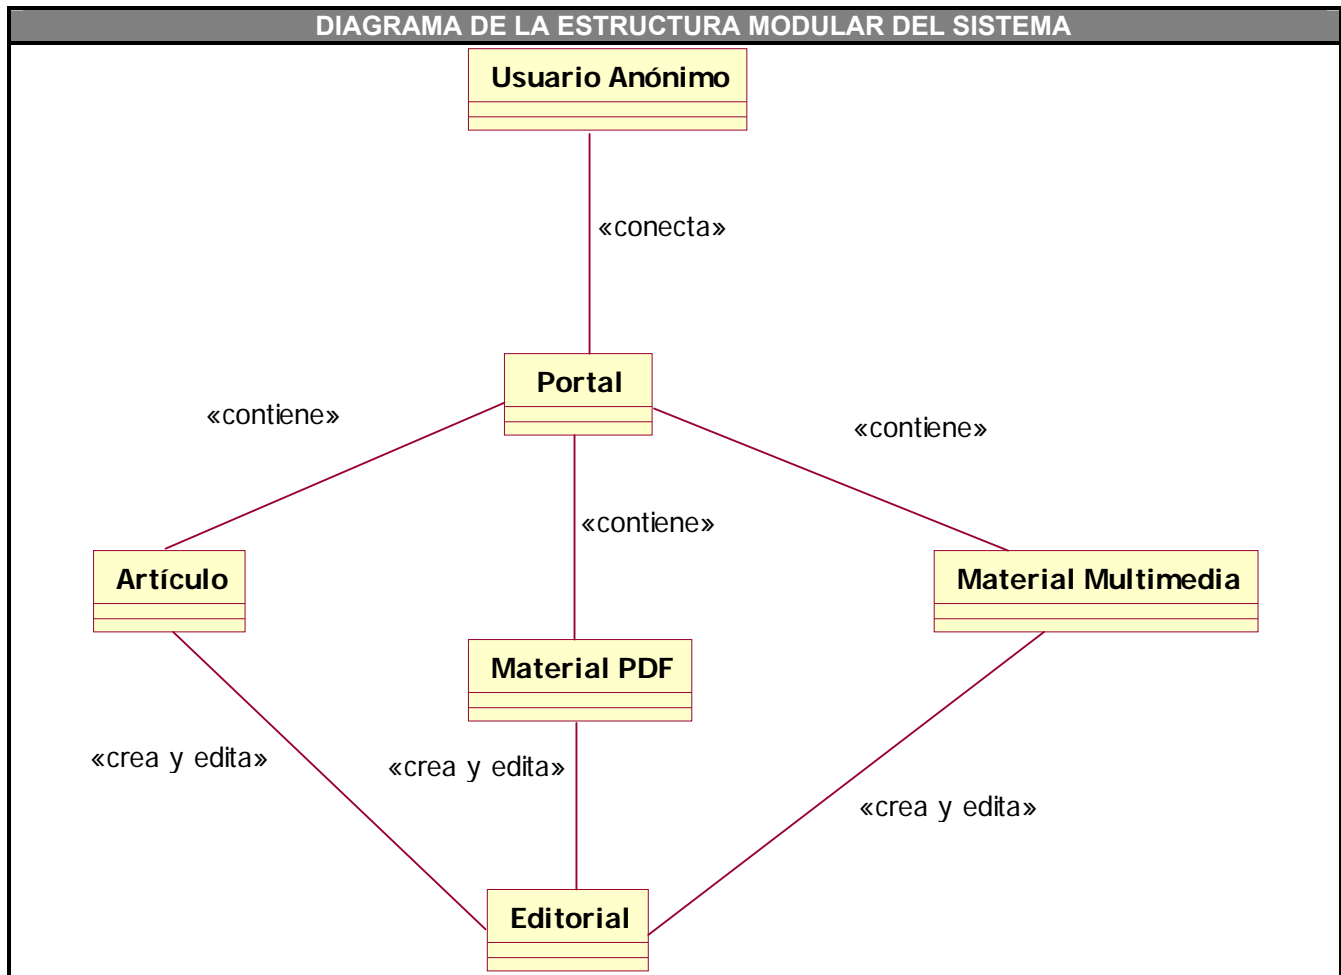 DIAGRAMA DE LA ESTRUCTURA MODULAR DEL SISTEMA
Usuario Anónimo
«conecta»
Portal
«contiene»
«contiene»
«contiene»
Artículo
Material Multimedia
Material PDF
«crea y edita»
«crea y edita»
«crea y edita»
Editorial